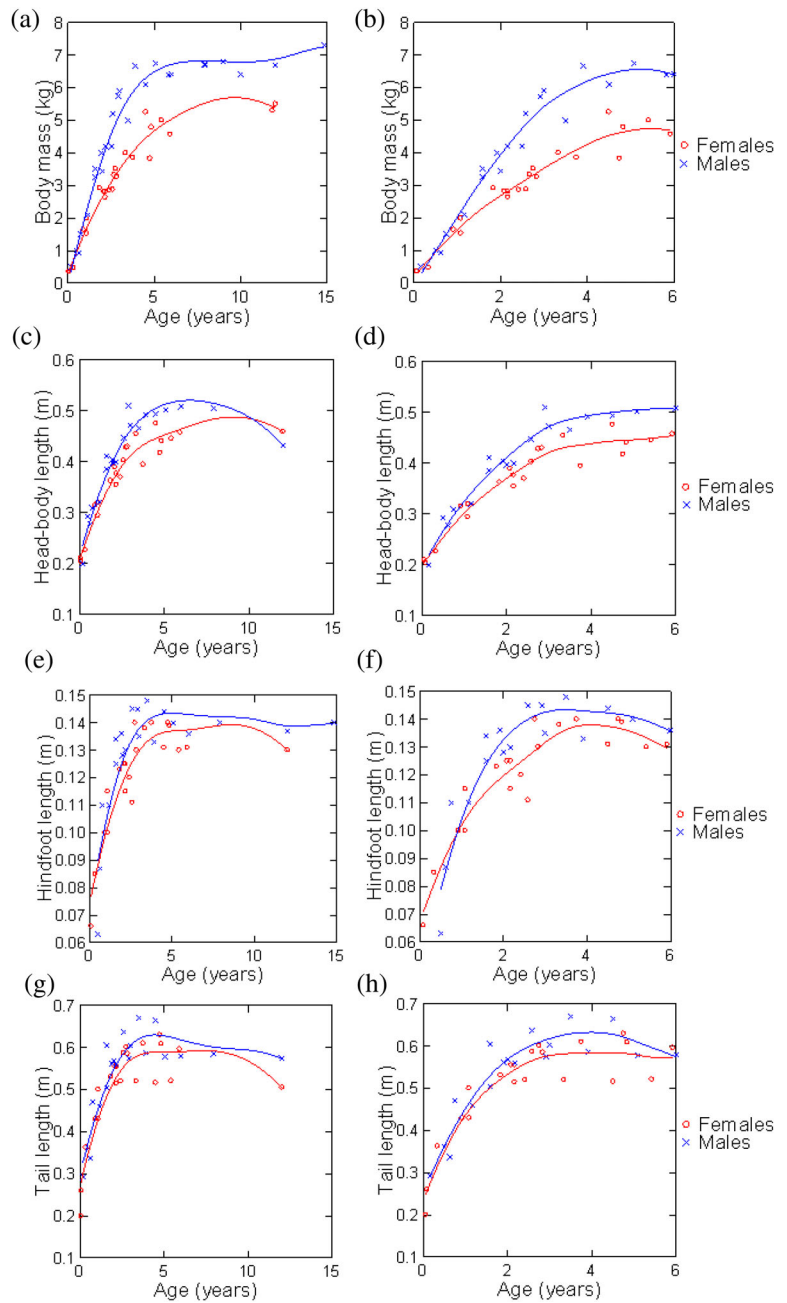 (a) (b)
8 8
7 7
6 6
5 5
4 4
3 3
2 2
1 1
0 0
Body mass (kg) Body mass (kg)
0 5 10 15 0 2 4 6
Age (years) Age (years)
Females
Males
(c) (d)
0.6 0.6
0.5 0.5
0.4 0.4
0.3 0.3
0.2 0.2
0.1 0.1
Head-body length (m) Head-body length (m)
0 5 10 15 0 2 4 6
Age (years) Age (years)
Females
Males
(e) (f)
0.15 0.15
0.14 0.14
0.13 0.13
0.12 0.12
0.11 0.11
0.10 0.10
0.09 0.09
0.08 0.08
0.07 0.07
0.06 0.06
Hindfoot length (m) Hindfoot length (m)
0 5 10 15 0 2 4 6
Age (years) Age (years)
Females
Males
(g) (h)
0.7 0.7
0.6 0.6
0.5 0.5
0.4 0.4
0.3 0.3
0.2 0.2
0.1 0.1
Tail length (m) Tail length (m)
0 5 10 15 0 2 4 6
Age (years) Age (years)
Females
Males